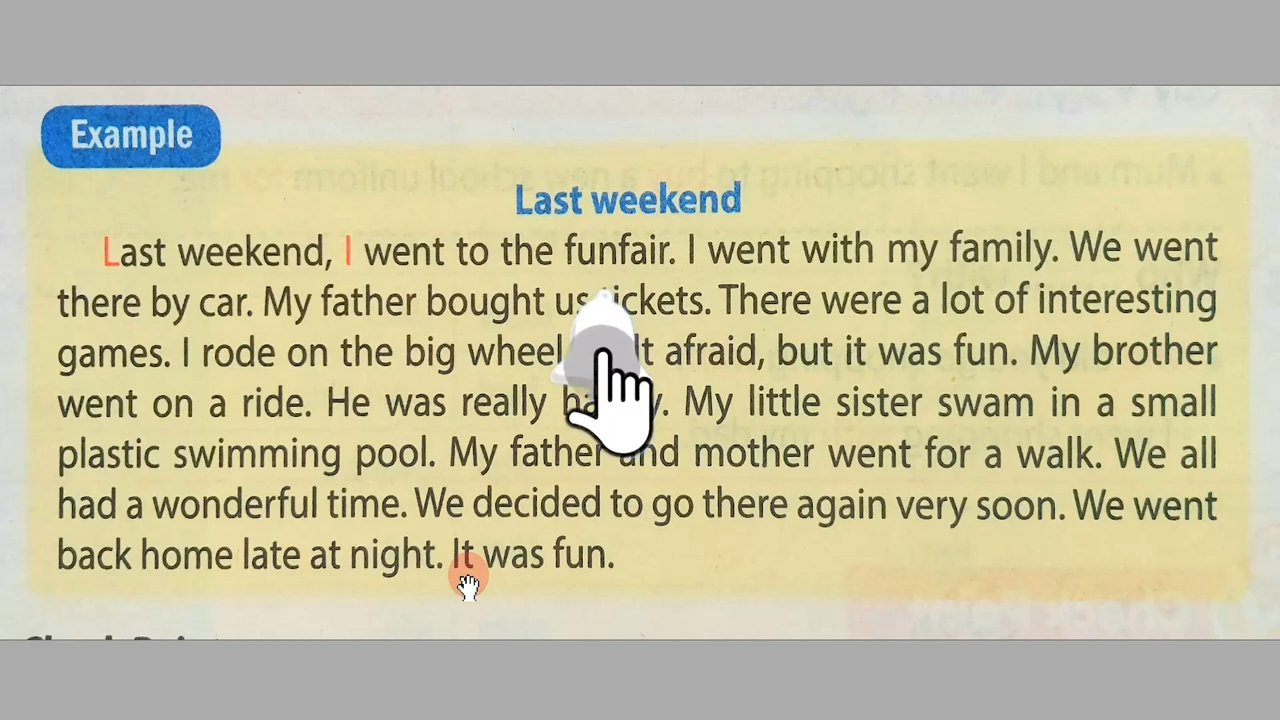 Example
Last weekend
Last weekend, I went to the funfair. I went with my family. We went
there by car. My father bought us tickets. There were a lot of interesting
games. I rode on the big wheel afraid, but it was fun. My brother
went on a ride. He was really My little sister swam in a small
plastic swimming pool. My father and mother went for a walk. We all
had a wonderful time. We decided to go there again very soon. We went
back home late at night. It was fun.